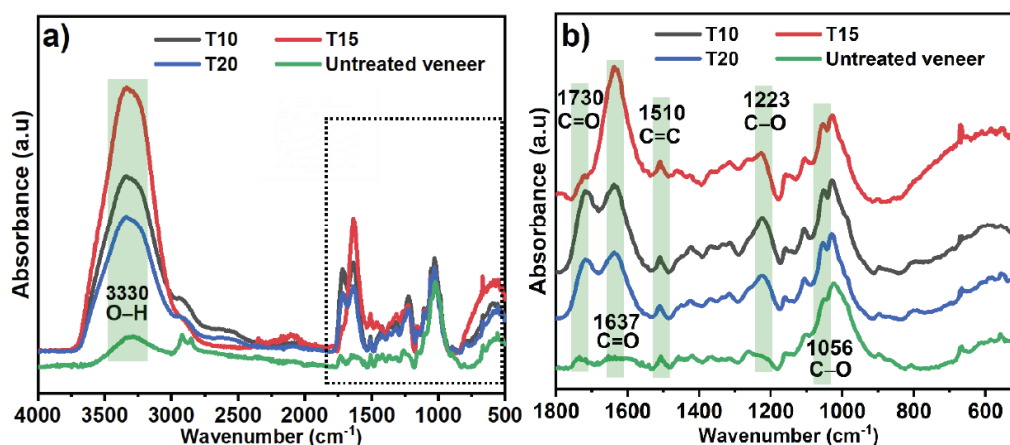 a)
T10
T15
T20
Untreated veneer
3330
O–H
Absorbance (a.u)
4000
3500
3000
2500
2000
1500
1000
500
Wavenumber (cm-1)
b)
T10
T15
T20
Untreated veneer
1730
C=O
1510
C=C
1223
C–O
1637
C=O
1056
C–O
Absorbance (a.u)
1800
1600
1400
1200
1000
800
600
Wavenumber (cm-1)